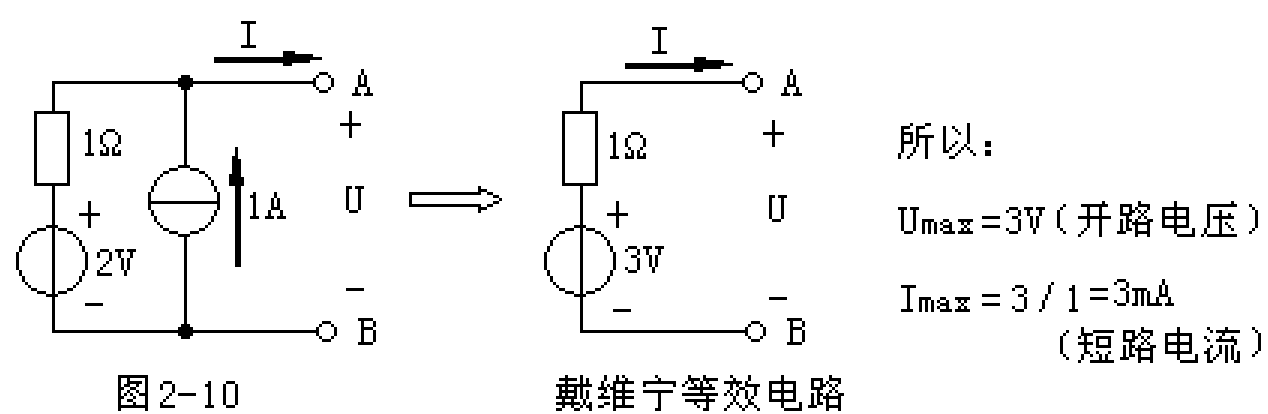 I
A
1Ω
+
1A
U
+
2V
-
-
B
图2-10
I
A
1Ω
+
U
+
3V
-
-
B
戴维宁等效电路
所以:
Umax=3V(开路电压)
Imax=3/1=3mA
(短路电流)